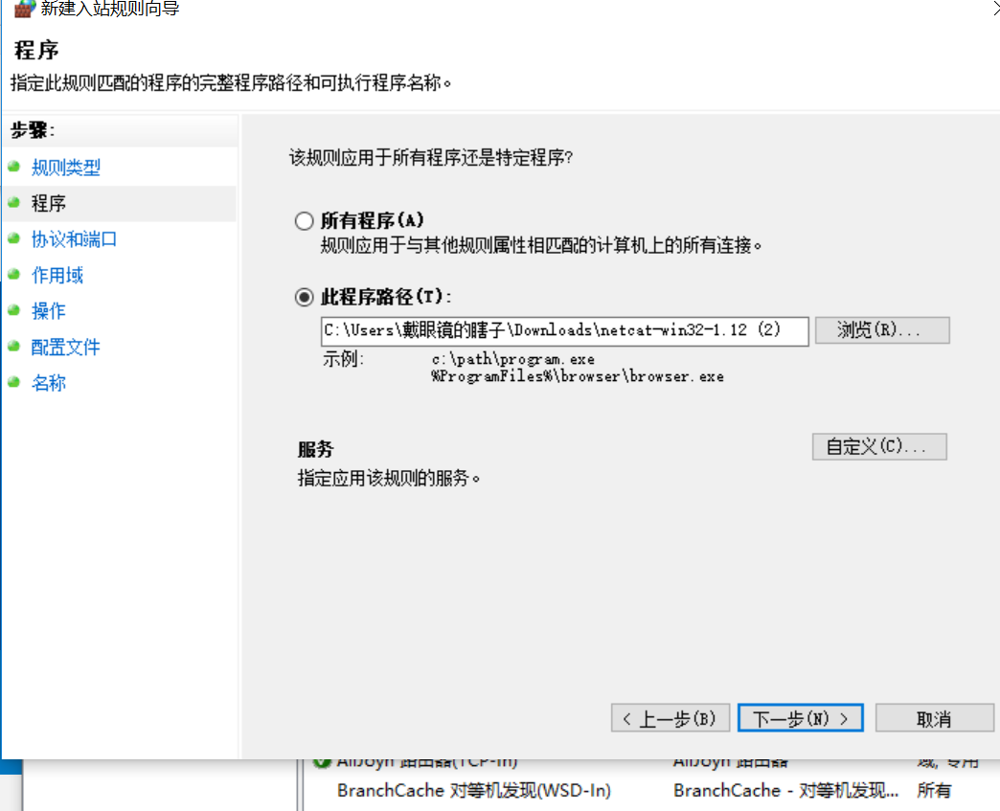 新建入站规则向导
程序
指定此规则匹配的程序的完整程序路径和可执行程序名称。
步骤:
规则类型
程序
协议和端口
作用域
操作
配置文件
名称
该规则应用于所有程序还是特定程序?
所有程序(A)
规则应用于与其他规则属性相匹配的计算机上的所有连接。
此程序路径(T):
C:\Users\戴眼镜的瞎子\Downloads\netcat-win32-1.12 (2)
浏览(R)...
示例:
c:\path\program.exe
%ProgramFiles%\browser\browser.exe
服务
自定义(C)...
指定应用该规则的服务。
< 上一步(B)
下一步(N) >
取消
AllJoyn 路由器(TCP-In) AllJoyn 路由器 域, 专用
BranchCache 对等机发现(WSD-In) BranchCache - 对等机发现... 所有